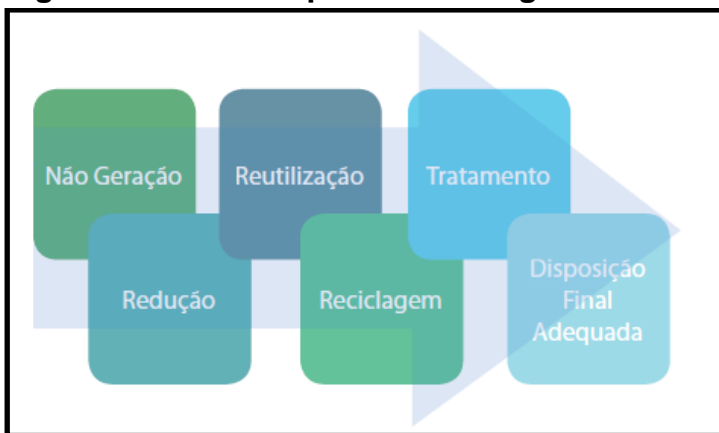 Não Geração
Redução
Reutilização
Reciclagem
Tratamento
Disposição
Final
Adequada